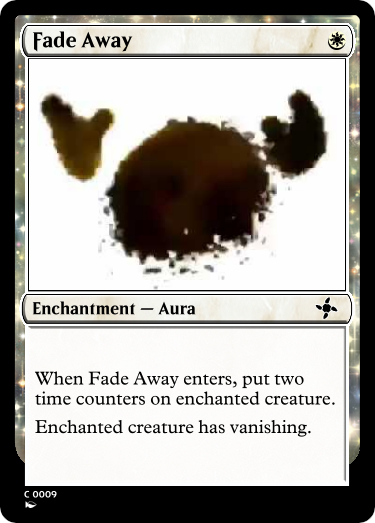 Fade Away
Enchantment — Aura
When Fade Away enters, put two
time counters on enchanted creature.
Enchanted creature has vanishing.
C 0009